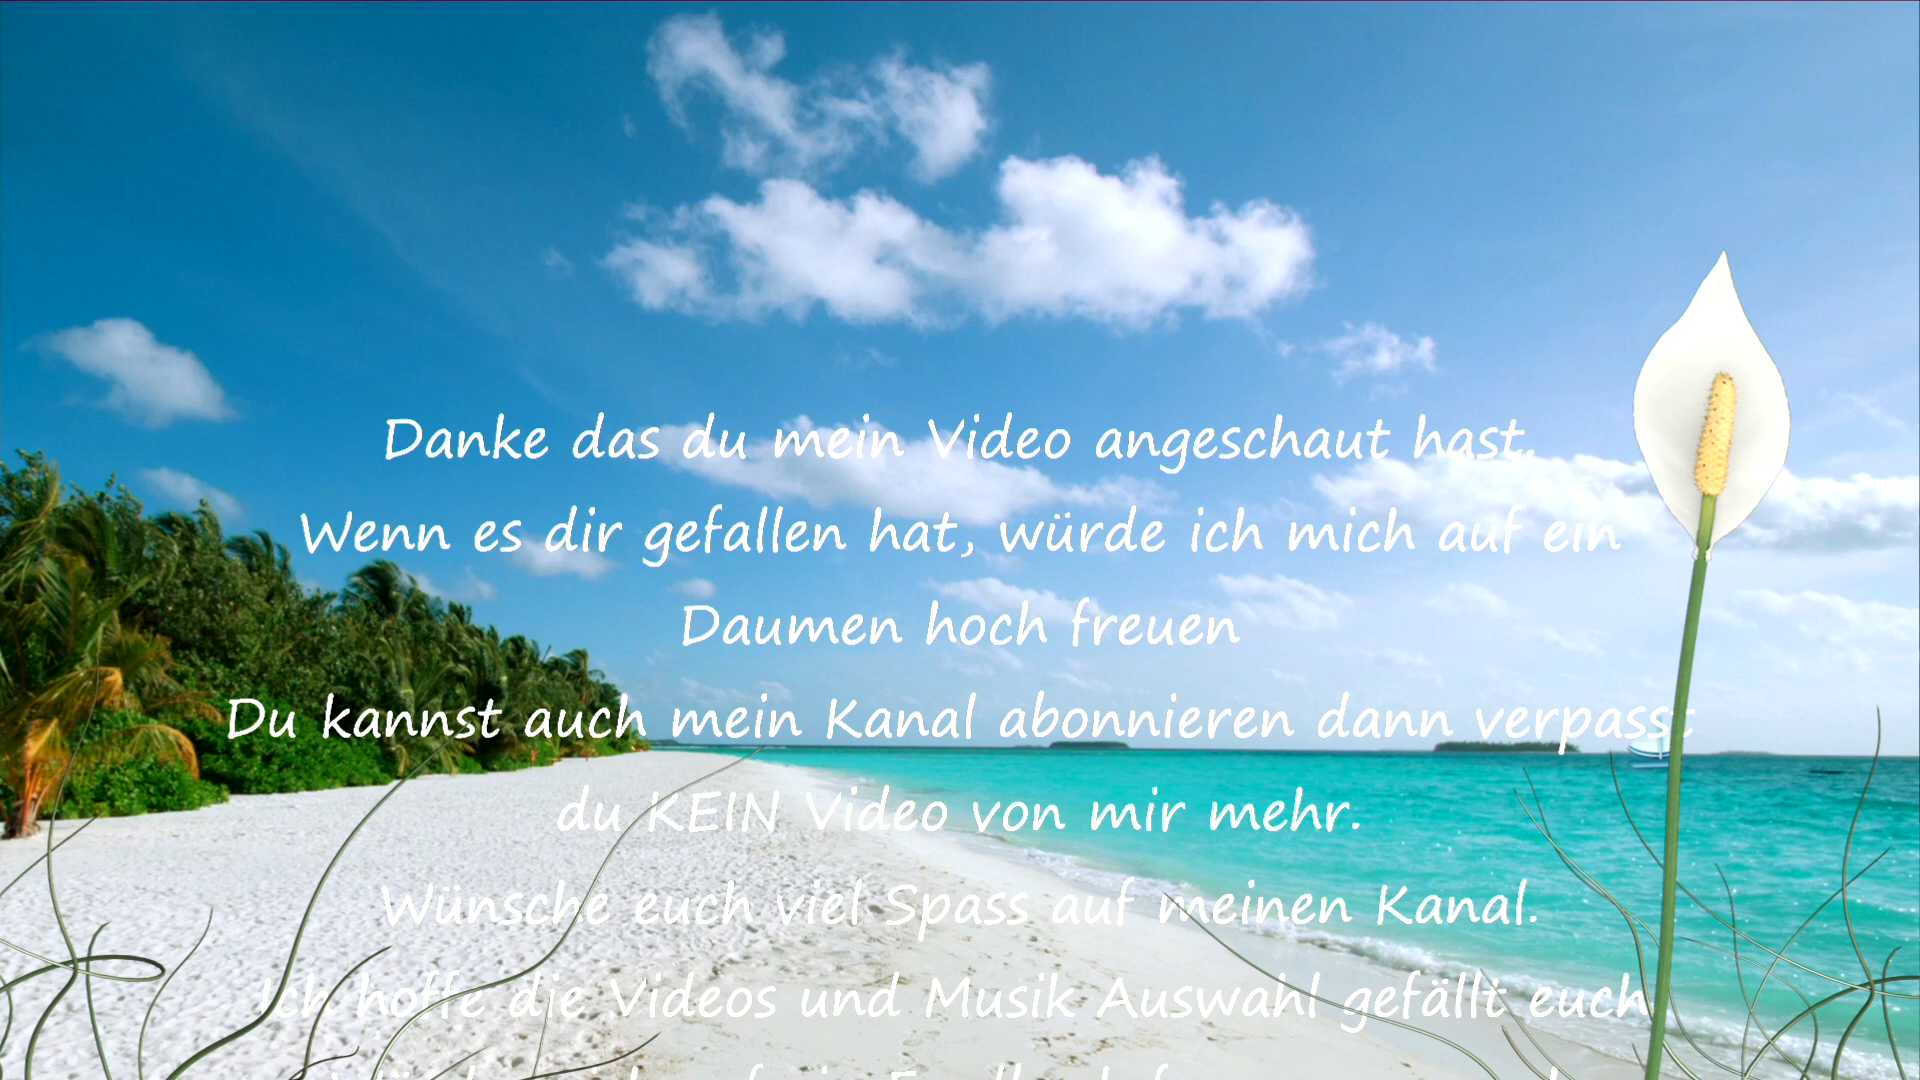 Danke das du mein Video angeschaut hast.
Wenn es dir gefallen hat, würde ich mich auf ein
Daumen hoch freuen
Du kannst auch mein Kanal abonnieren dann verpasst
du KEIN Video von mir mehr.
Wünsche euch viel Spass auf meinen Kanal.
Ich hoffe die Videos und Musik Auswahl gefällt euch